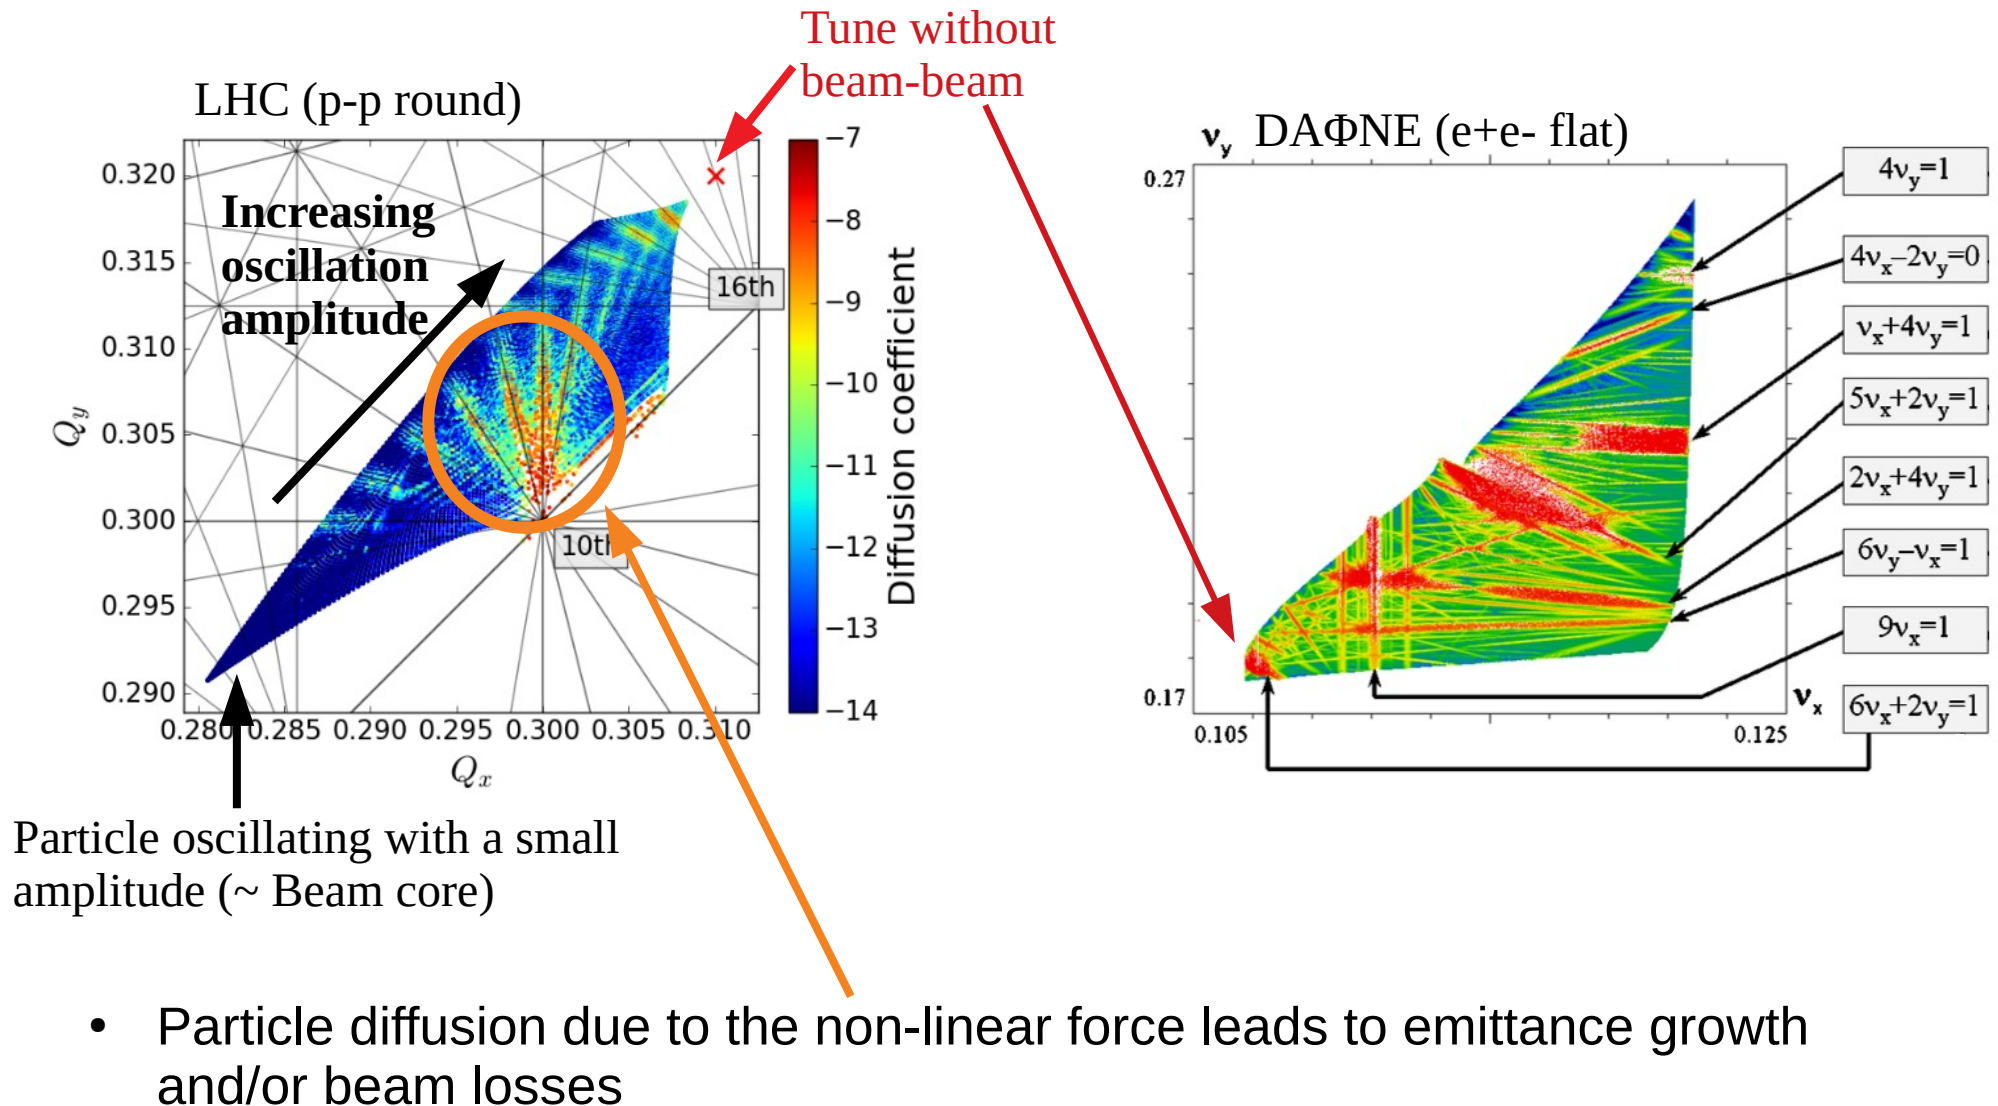 Tune without
beam-beam
LHC (p-p round)
DAΦNE (e+e- flat)
Increasing
oscillation
amplitude
0.320
0.315
0.310
0.305
0.300
0.295
0.290
Qy
0.280 0.285 0.290 0.295 0.300 0.305 0.310
Qx
16th
10th
−7
−8
−9
−10
−11
−12
−13
−14
Diffusion coefficient
νy
0.27
0.17
0.105
0.125
νx
4νy=1
4νx−2νy=0
νx+4νy=1
5νx+2νy=1
2νx+4νy=1
6νy−νx=1
9νx=1
6νx+2νy=1
Particle oscillating with a small
amplitude (~ Beam core)
• Particle diffusion due to the non-linear force leads to emittance growth
and/or beam losses